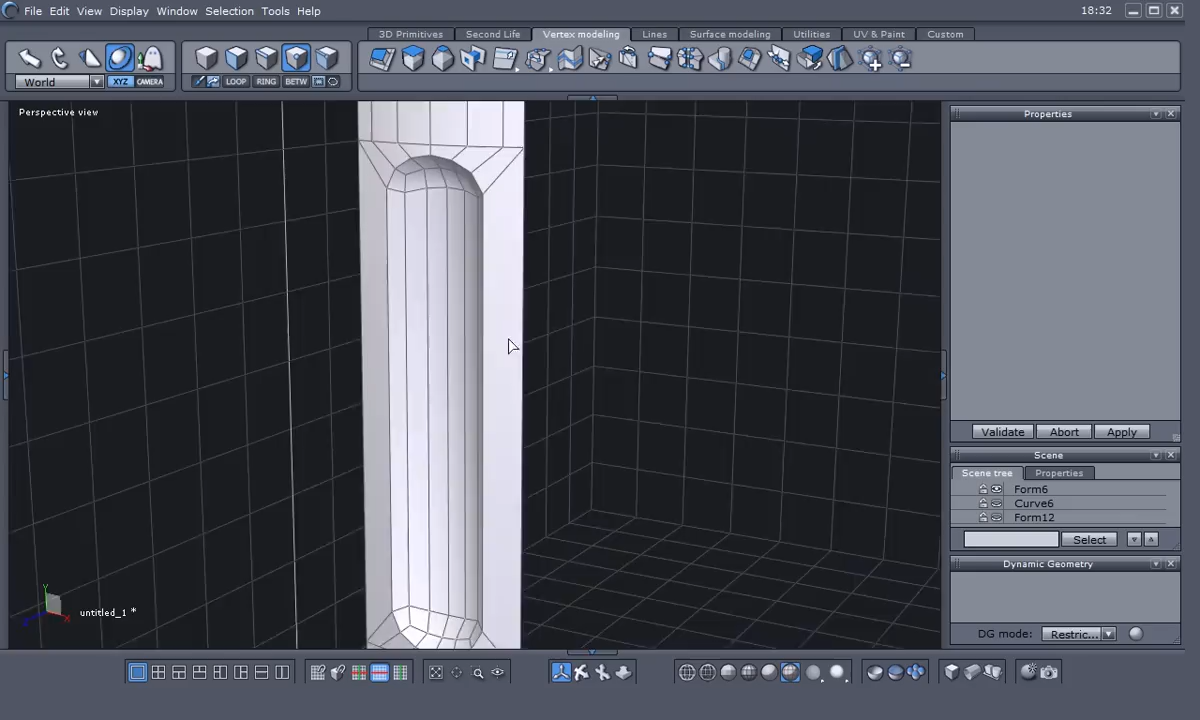 File Edit View Display Window Selection Tools Help
18:32
3D Primitives Second Life Vertex modeling Lines Surface modeling Utilities UV & Paint Custom
World XYZ CAMERA LOOP RING BETW
Perspective view
Properties
Validate Abort Apply
Scene
Scene tree Properties
Form6
Curve6
Form12
Select
Dynamic Geometry
DG mode: Restric...
Y
X
Z
untitled_1 *